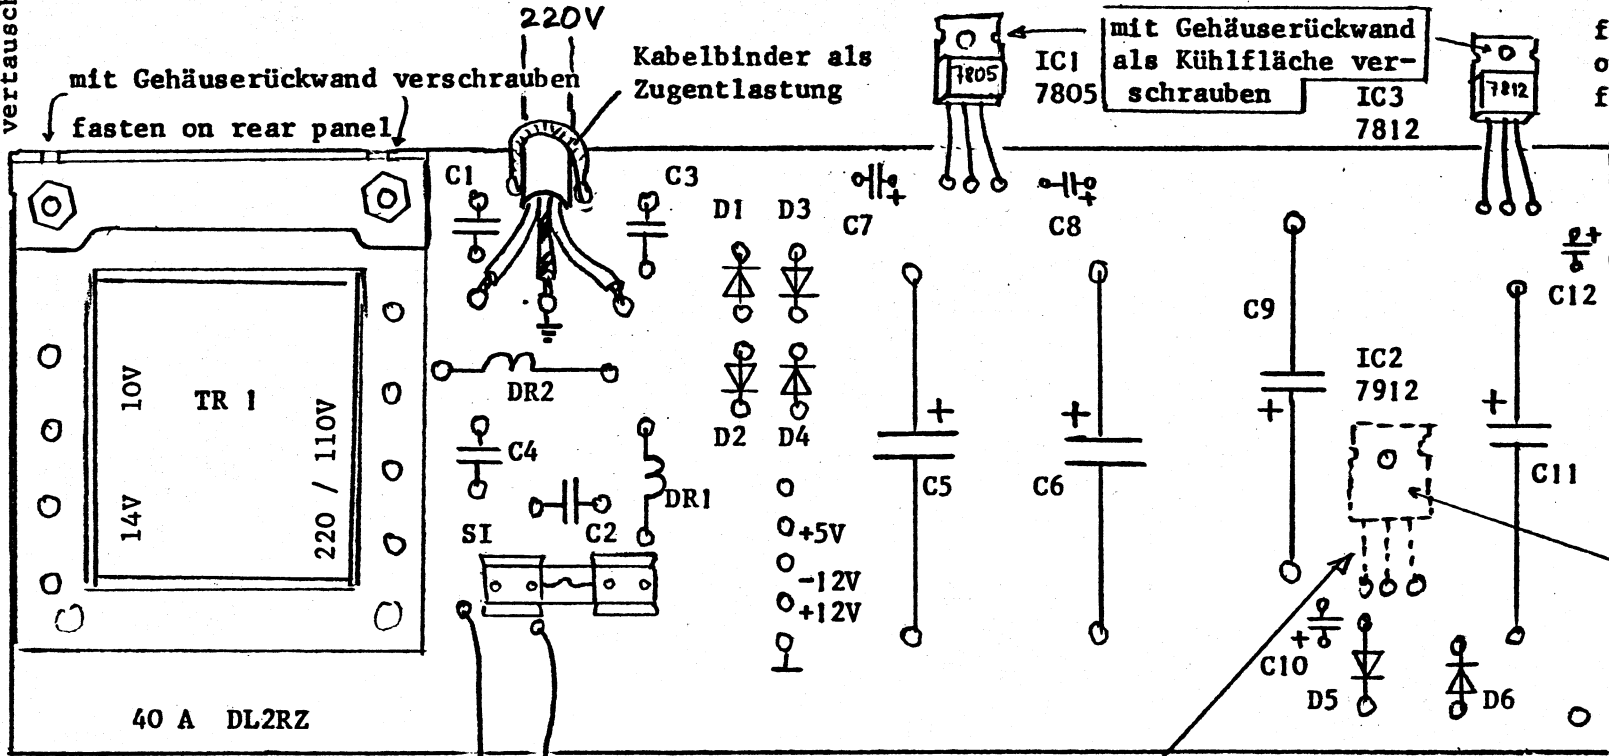 vertausch
220V
mit Gehäuserückwand verschrauben
fasten on rear panel
Kabelbinder als
Zugentlastung
7805
IC1
7805
mit Gehäuserückwand
als Kühlfläche ver-
schrauben
IC3
7812
7812
f
o
f
C1
C3
D1 D3
C7
C8
C9
C12
DR2
IC2
7912
TR 1
10V
14V
220 / 110V
D2 D4
C4
C5
C6
C11
DR1
SI
C2
+5V
-12V
+12V
C10
D5
D6
40 A DL2RZ